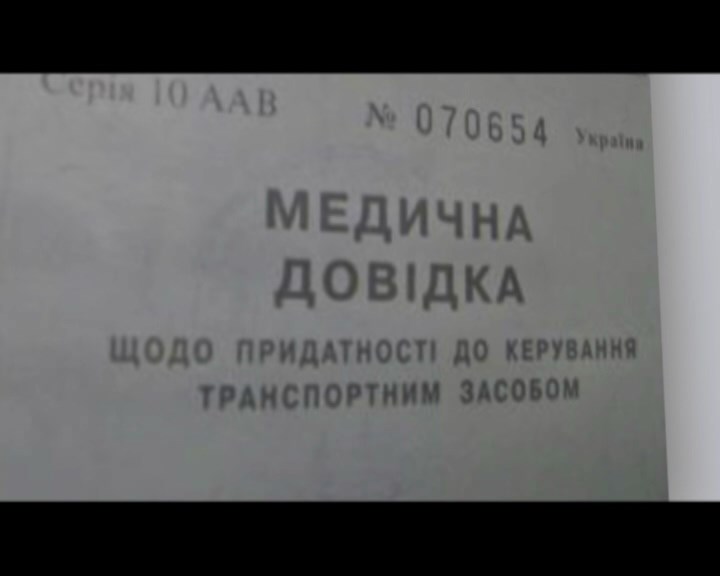 Серія 10 ААВ № 070654 Україна
МЕДИЧНА
ДОВІДКА
ЩОДО ПРИДАТНОСТІ ДО КЕРУВАННЯ
ТРАНСПОРТНИМ ЗАСОБОМ